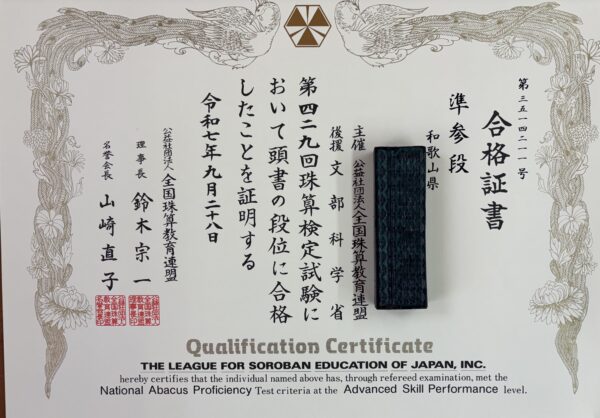 第三五一四二一一号
合格証書
準参段
和歌山県
主催 公益社団法人全国珠算教育連盟
後援 文部科学省
第四二九回珠算検定試験に
おいて頭書の段位に合格
したことを証明する
令和七年九月二十八日
公益社団法人全国珠算教育連盟
理事長 鈴木宗一
名誉会長 山崎直子
Qualification Certificate
THE LEAGUE FOR SOROBAN EDUCATION OF JAPAN, INC.
hereby certifies that the individual named above has, through refereed examination, met the
National Abacus Proficiency Test criteria at the Advanced Skill Performance level.